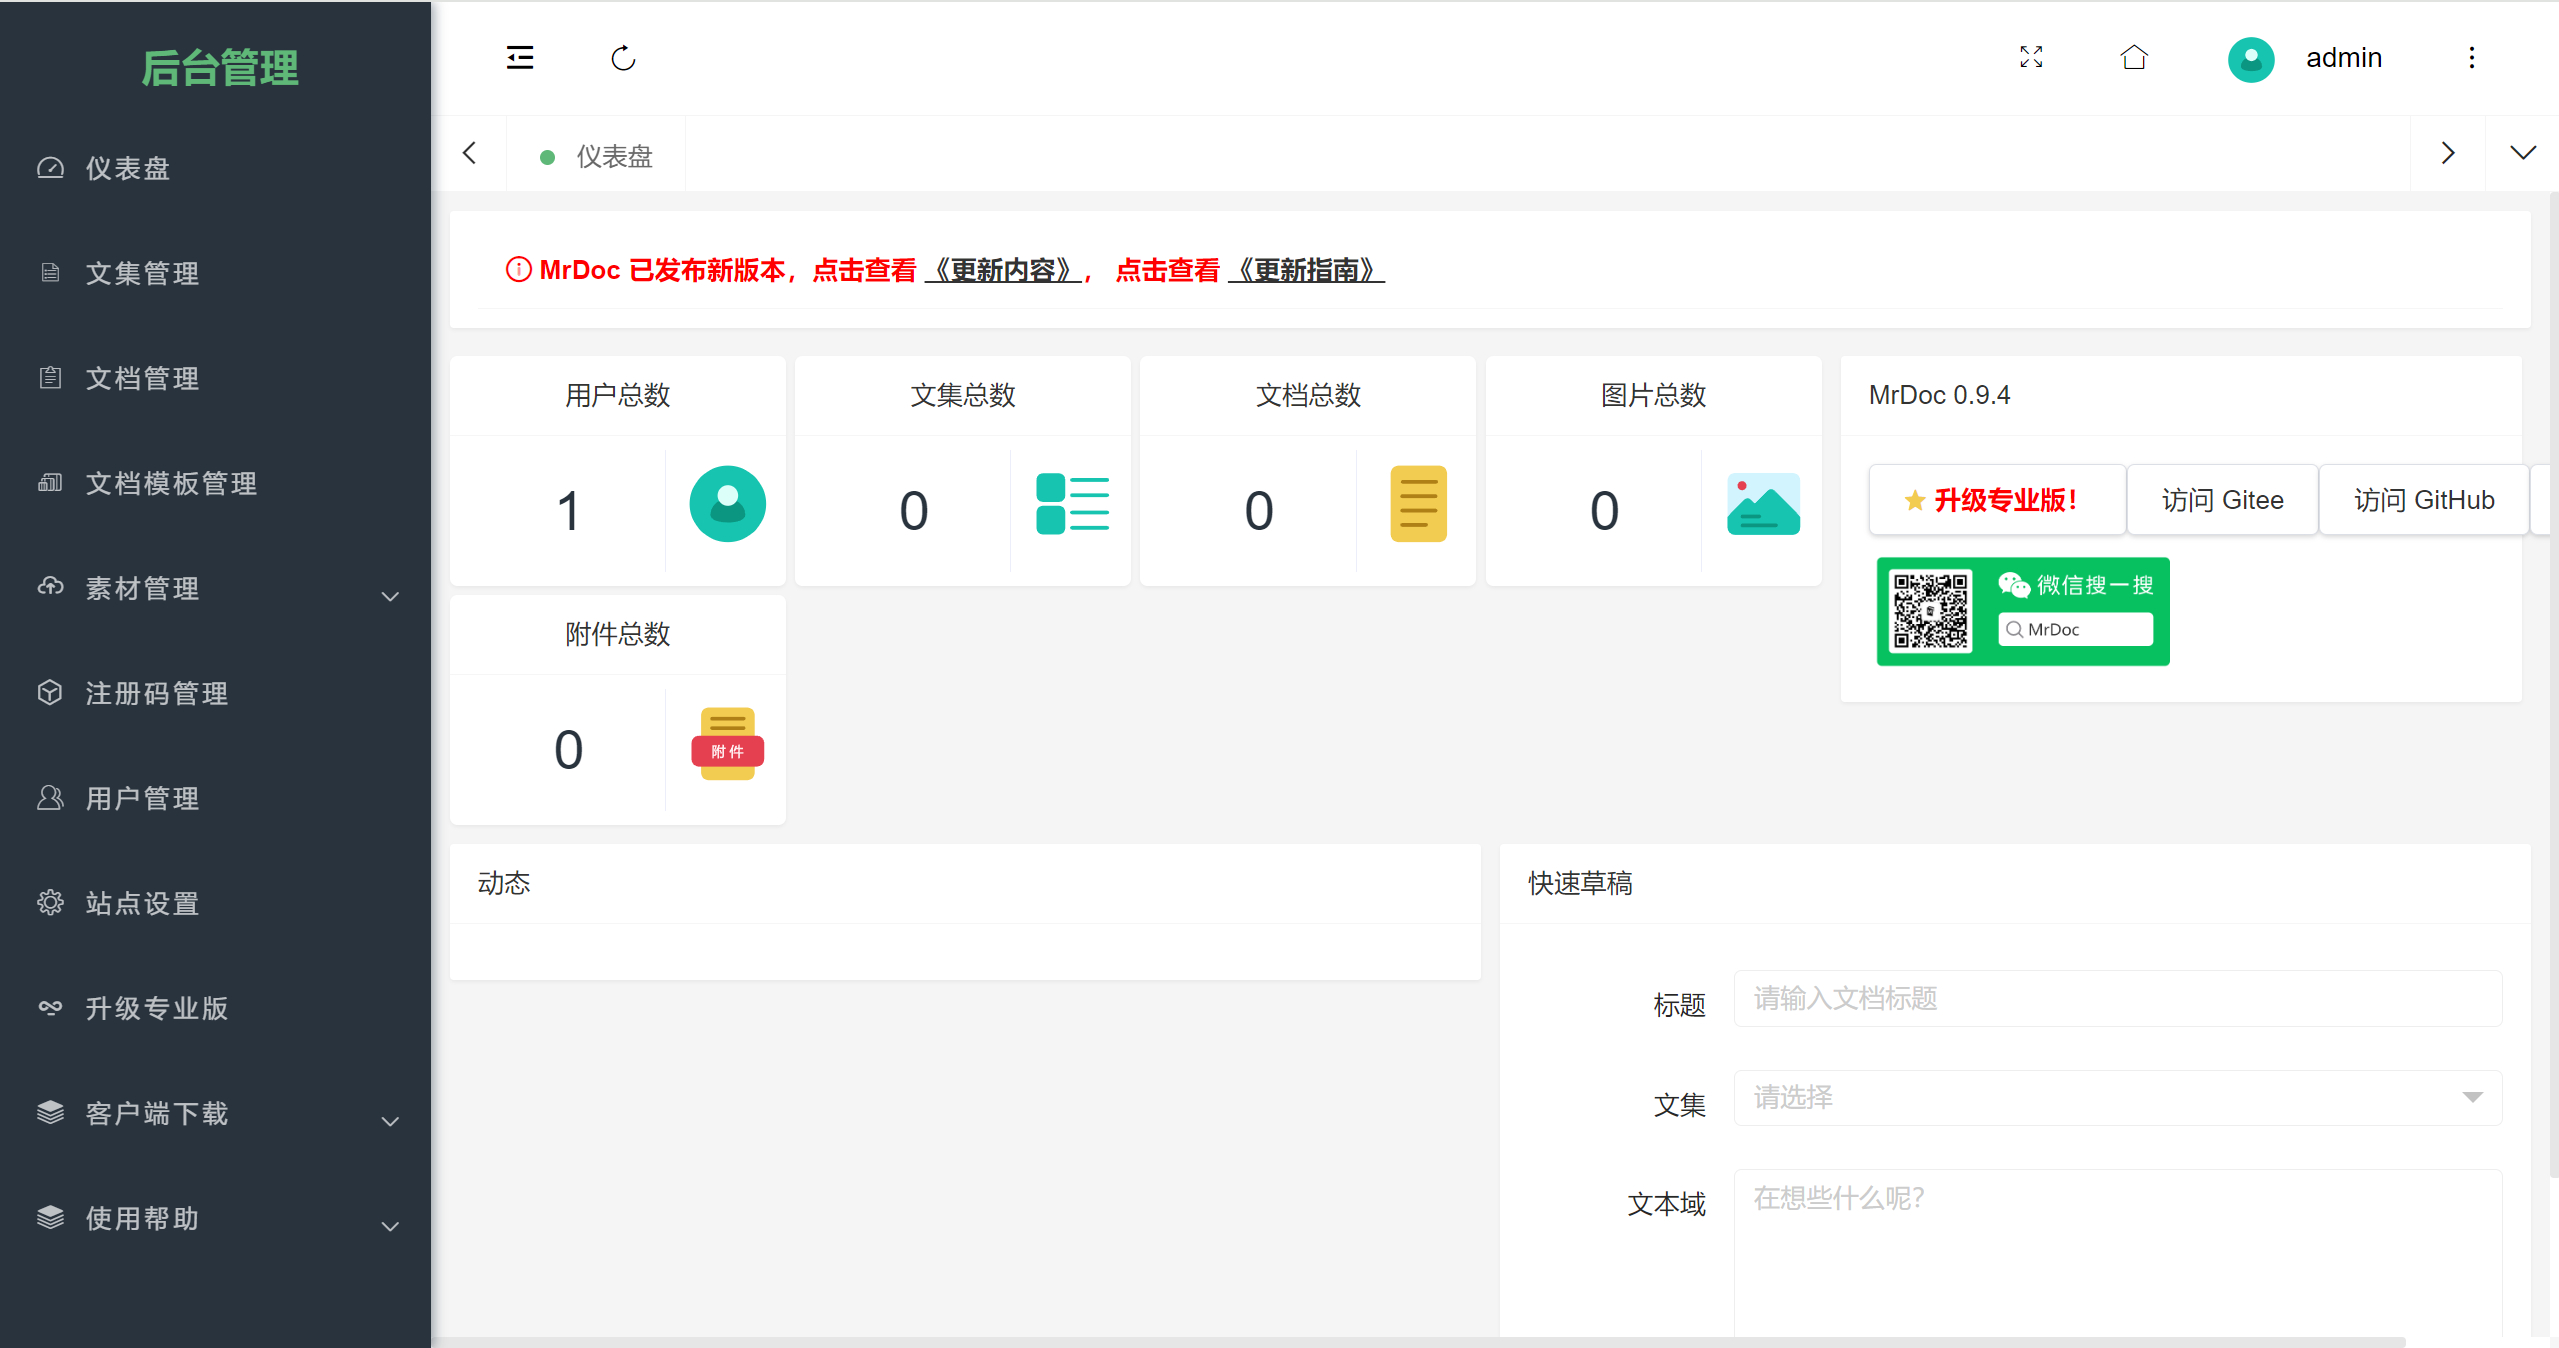 后台管理
仪表盘
文集管理
文档管理
文档模板管理
素材管理
注册码管理
用户管理
站点设置
升级专业版
客户端下载
使用帮助
admin
仪表盘
MrDoc 已发布新版本，点击查看 《更新内容》， 点击查看 《更新指南》
用户总数
1
文集总数
0
文档总数
0
图片总数
0
附件总数
0
附件
MrDoc 0.9.4
升级专业版！
访问 Gitee
访问 GitHub
微信搜一搜
MrDoc
动态
快速草稿
标题
请输入文档标题
文集
请选择
文本域
在想些什么呢？